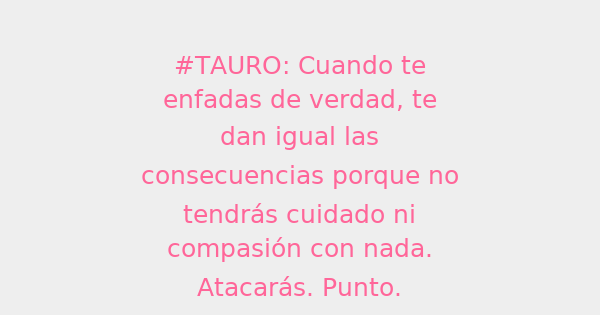 #TAURO: Cuando te
enfadas de verdad, te
dan igual las
consecuencias porque no
tendrás cuidado ni
compasión con nada.
Atacarás. Punto.